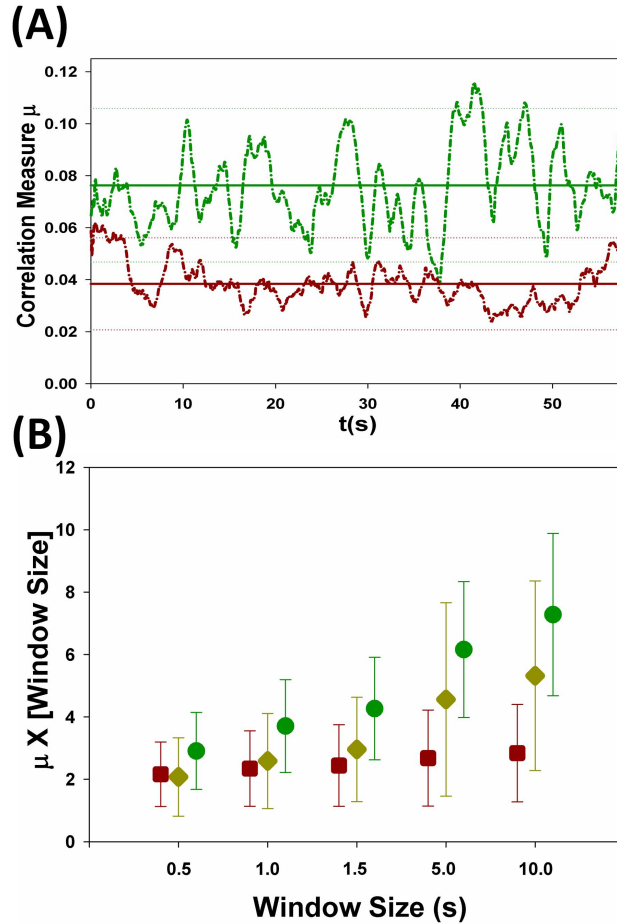 (A)
Correlation Measure μ
0.12
0.10
0.08
0.06
0.04
0.02
0.00
0 10 20 30 40 50
t(s)
(B)
μ X [Window Size]
12
10
8
6
4
2
0
0.5 1.0 1.5 5.0 10.0
Window Size (s)